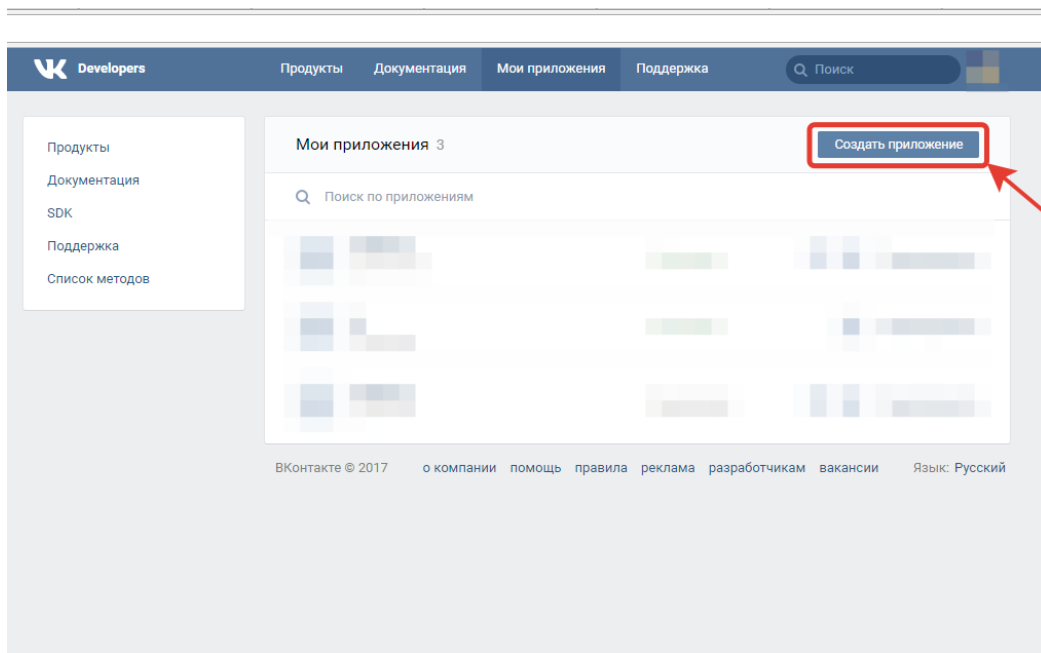 VK Developers Продукты Документация Мои приложения Поддержка Поиск
Продукты
Документация
SDK
Поддержка
Список методов
Мои приложения 3 Создать приложение
Поиск по приложениям
ВКонтакте © 2017 о компании помощь правила реклама разработчикам вакансии Язык: Русский